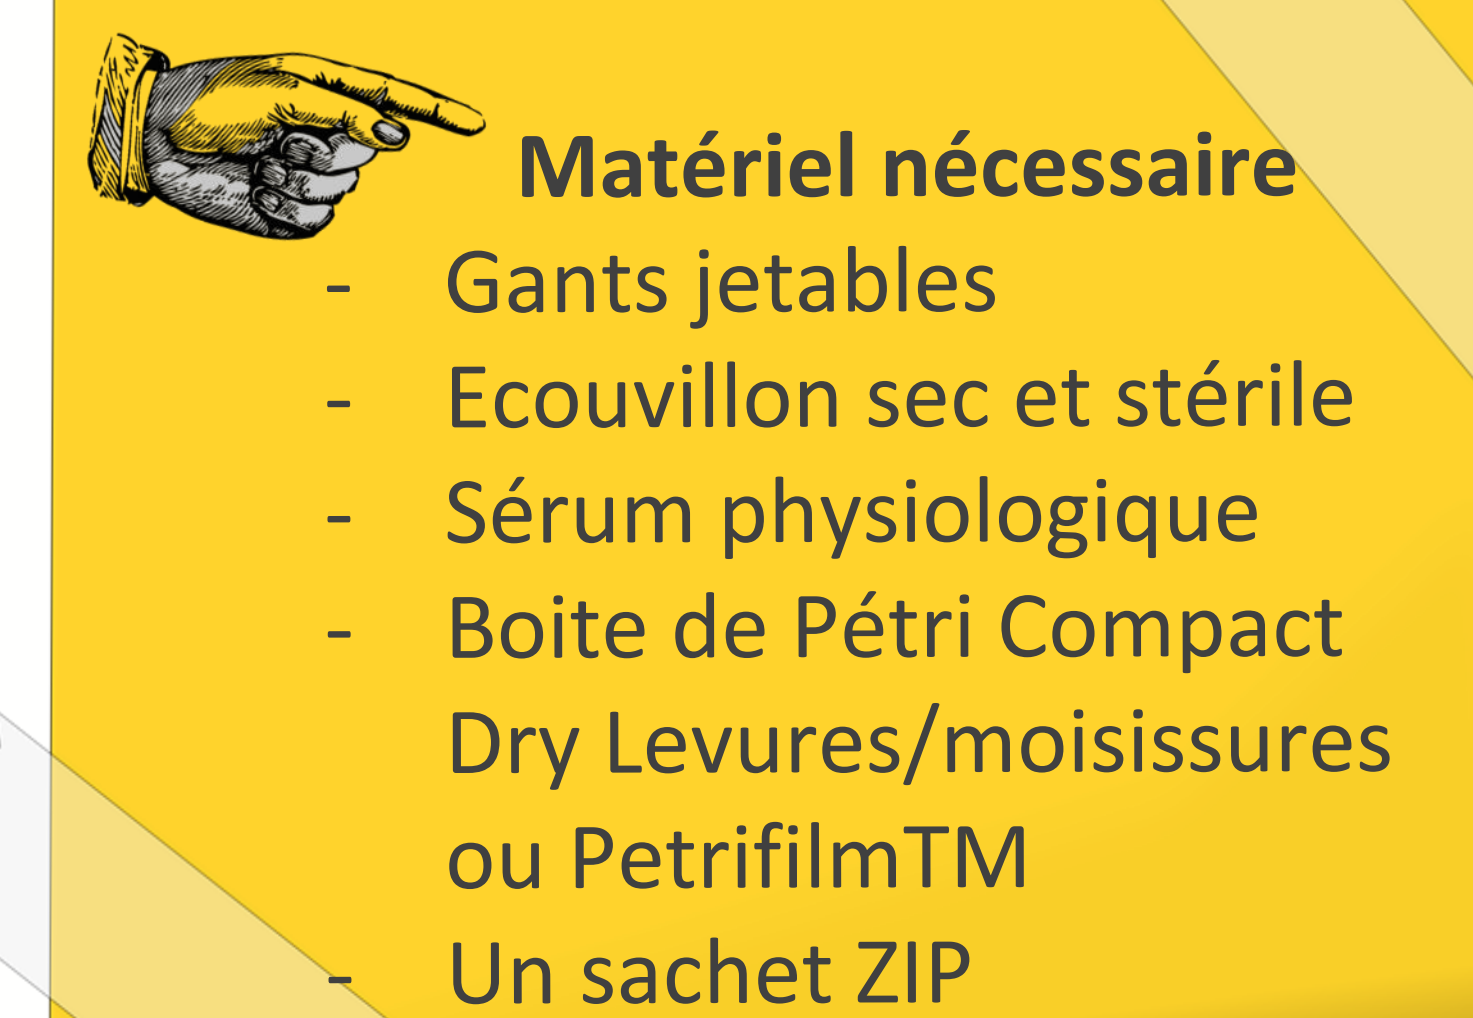 Matériel nécessaire
- Gants jetables
- Ecouvillon sec et stérile
- Sérum physiologique
- Boite de Pétri Compact
Dry Levures/moisissures
ou PetrifilmTM
- Un sachet ZIP